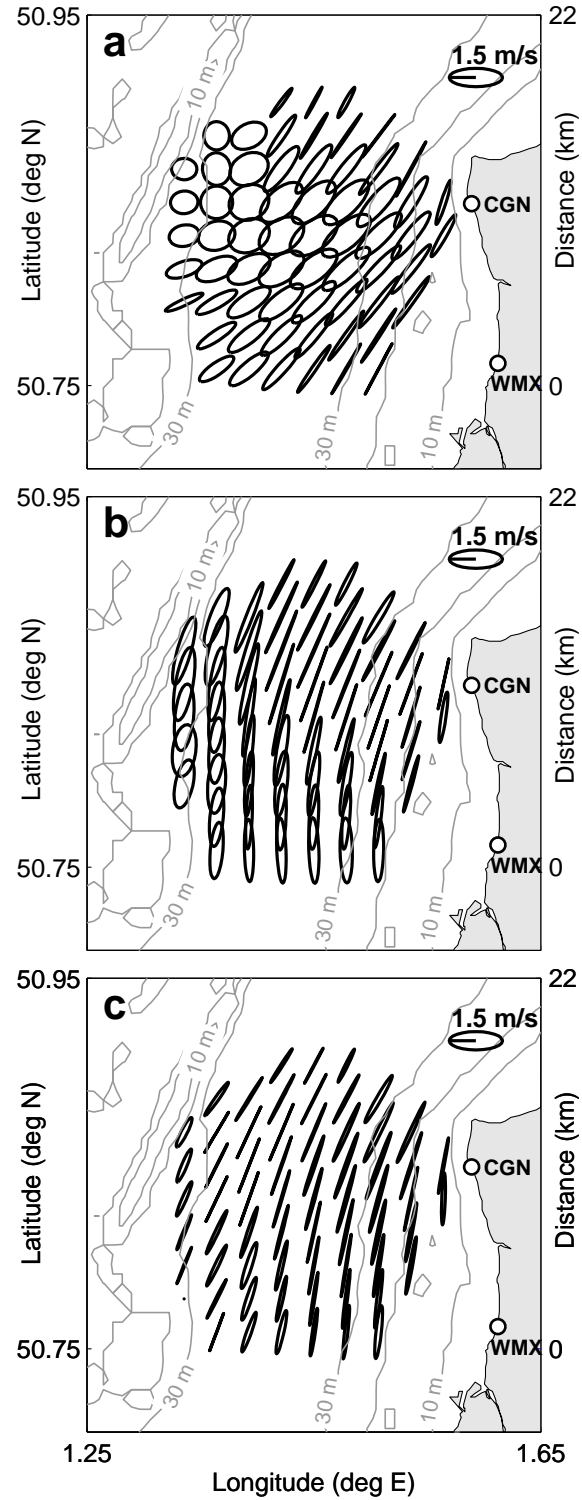 50.95
a
10 m
1.5 m/s
22
Latitude (deg N)
Distance (km)
CGN
50.75
WMX
0
30 m
30 m
10 m
50.95
b
10 m
1.5 m/s
22
Latitude (deg N)
Distance (km)
CGN
50.75
WMX
0
30 m
30 m
10 m
50.95
c
10 m
1.5 m/s
22
Latitude (deg N)
Distance (km)
CGN
50.75
WMX
0
30 m
30 m
10 m
1.25
1.65
Longitude (deg E)